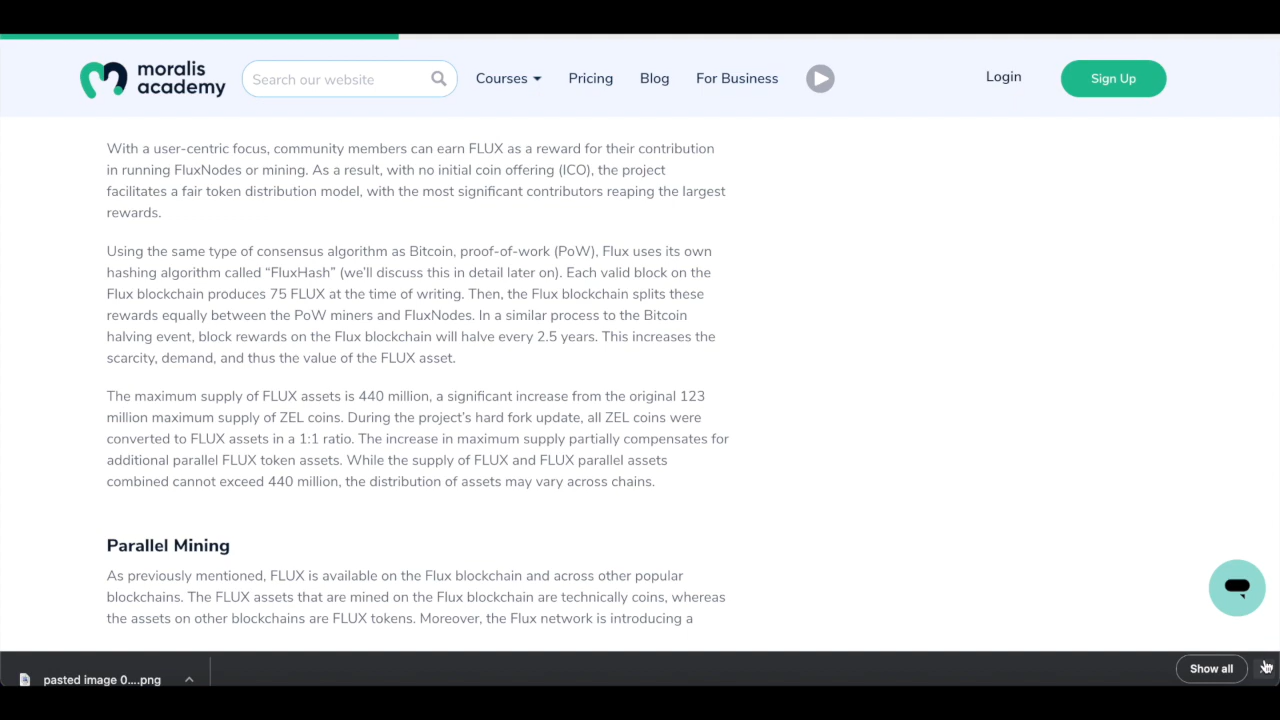 moralis
academy
Search our website
Courses
Pricing
Blog
For Business
Login
Sign Up
With a user-centric focus, community members can earn FLUX as a reward for their contribution
in running FluxNodes or mining. As a result, with no initial coin offering (ICO), the project
facilitates a fair token distribution model, with the most significant contributors reaping the largest
rewards.
Using the same type of consensus algorithm as Bitcoin, proof-of-work (PoW), Flux uses its own
hashing algorithm called “FluxHash” (we’ll discuss this in detail later on). Each valid block on the
Flux blockchain produces 75 FLUX at the time of writing. Then, the Flux blockchain splits these
rewards equally between the PoW miners and FluxNodes. In a similar process to the Bitcoin
halving event, block rewards on the Flux blockchain will halve every 2.5 years. This increases the
scarcity, demand, and thus the value of the FLUX asset.
The maximum supply of FLUX assets is 440 million, a significant increase from the original 123
million maximum supply of ZEL coins. During the project’s hard fork update, all ZEL coins were
converted to FLUX assets in a 1:1 ratio. The increase in maximum supply partially compensates for
additional parallel FLUX token assets. While the supply of FLUX and FLUX parallel assets
combined cannot exceed 440 million, the distribution of assets may vary across chains.
Parallel Mining
As previously mentioned, FLUX is available on the Flux blockchain and across other popular
blockchains. The FLUX assets that are mined on the Flux blockchain are technically coins, whereas
the assets on other blockchains are FLUX tokens. Moreover, the Flux network is introducing a
pasted image 0....png
Show all